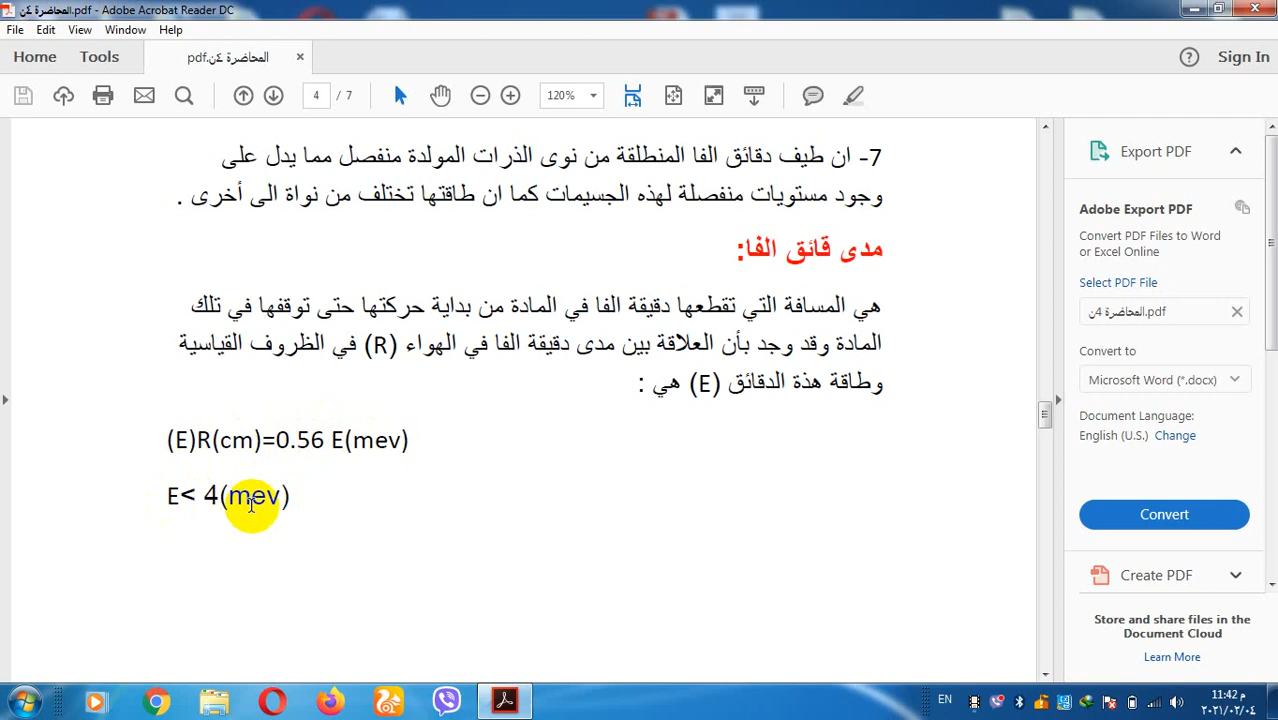 المحاضرة ٤ن.pdf - Adobe Acrobat Reader DC
File Edit View Window Help
Home Tools المحاضرة ٤ن.pdf × ? Sign In
4 / 7 120%
7- ان طيف دقائق الفا المنطلقة من نوى الذرات المولدة منفصل مما يدل على
وجود مستويات منفصلة لهذه الجسيمات كما ان طاقتها تختلف من نواة الى أخرى .
مدى قائق الفا:
هي المسافة التي تقطعها دقيقة الفا في المادة من بداية حركتها حتى توقفها في تلك
المادة وقد وجد بأن العلاقة بين مدى دقيقة الفا في الهواء (R) في الظروف القياسية
وطاقة هذة الدقائق (E) هي :
(E)R(cm)=0.56 E(mev)
E< 4(mev)
Export PDF
Adobe Export PDF
Convert PDF Files to Word
or Excel Online
Select PDF File
المحاضرة ٤ن.pdf
Convert to
Microsoft Word (*.docx)
Document Language:
English (U.S.) Change
Convert
Create PDF
Store and share files in the
Document Cloud
Learn More
EN
11:42 م
٢٠٢١/٠٢/٠٤